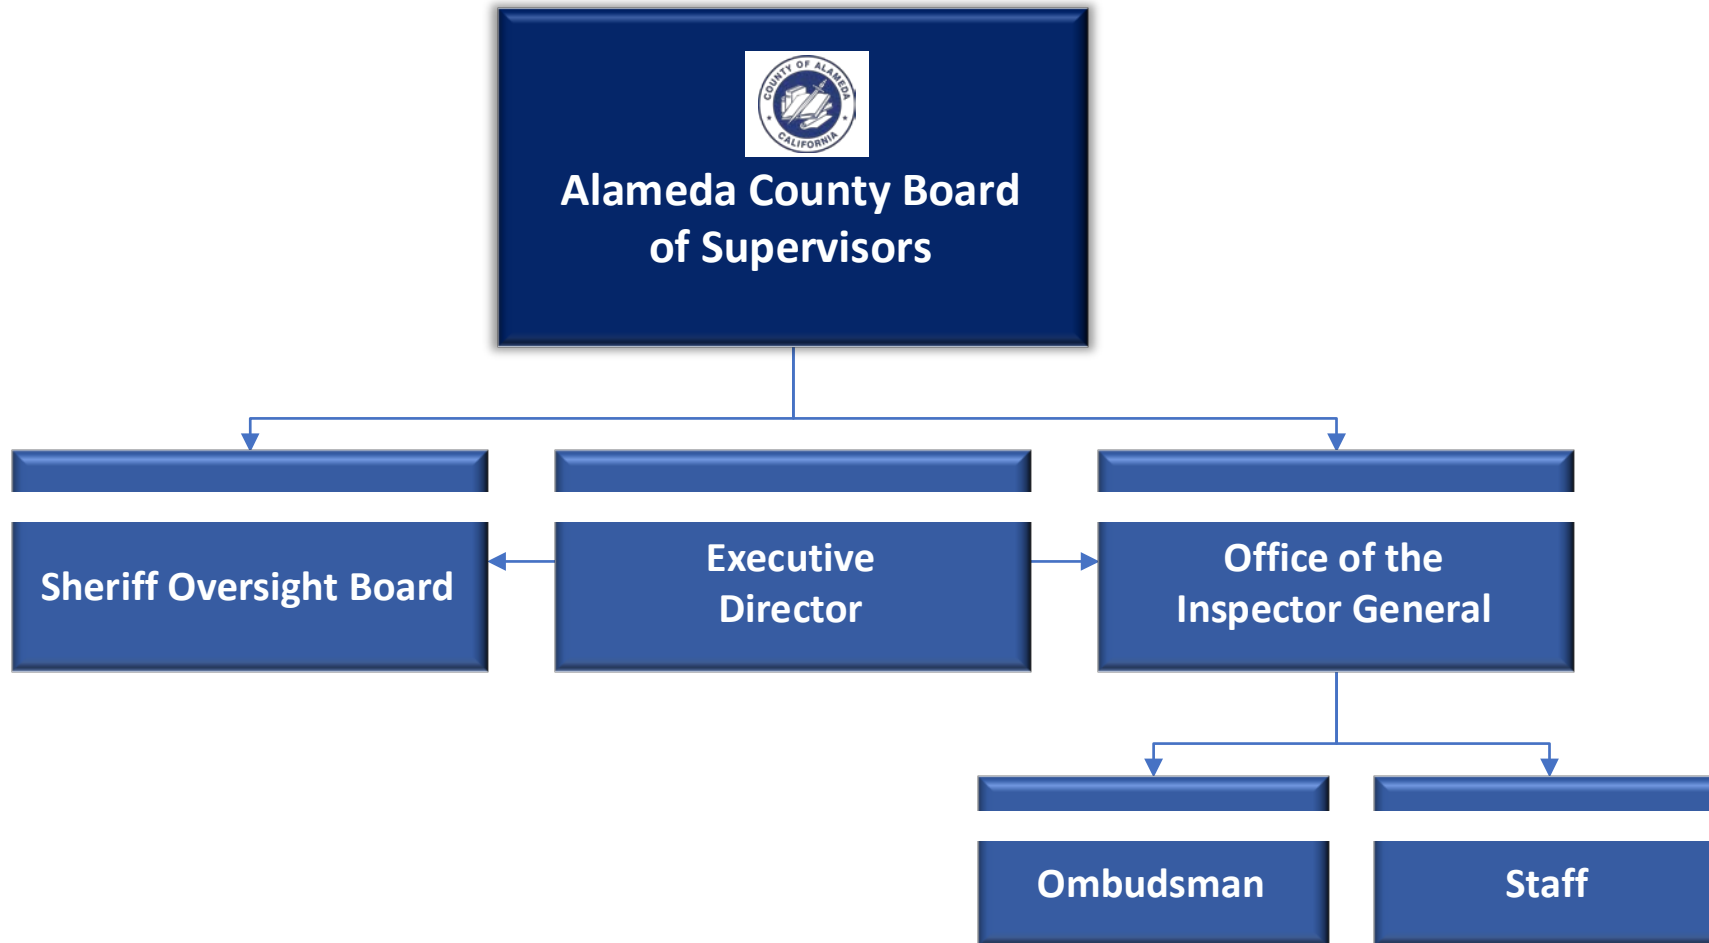 COUNTY OF ALAMEDA
CALIFORNIA
Alameda County Board
of Supervisors
Sheriff Oversight Board
Executive
Director
Office of the
Inspector General
Ombudsman
Staff